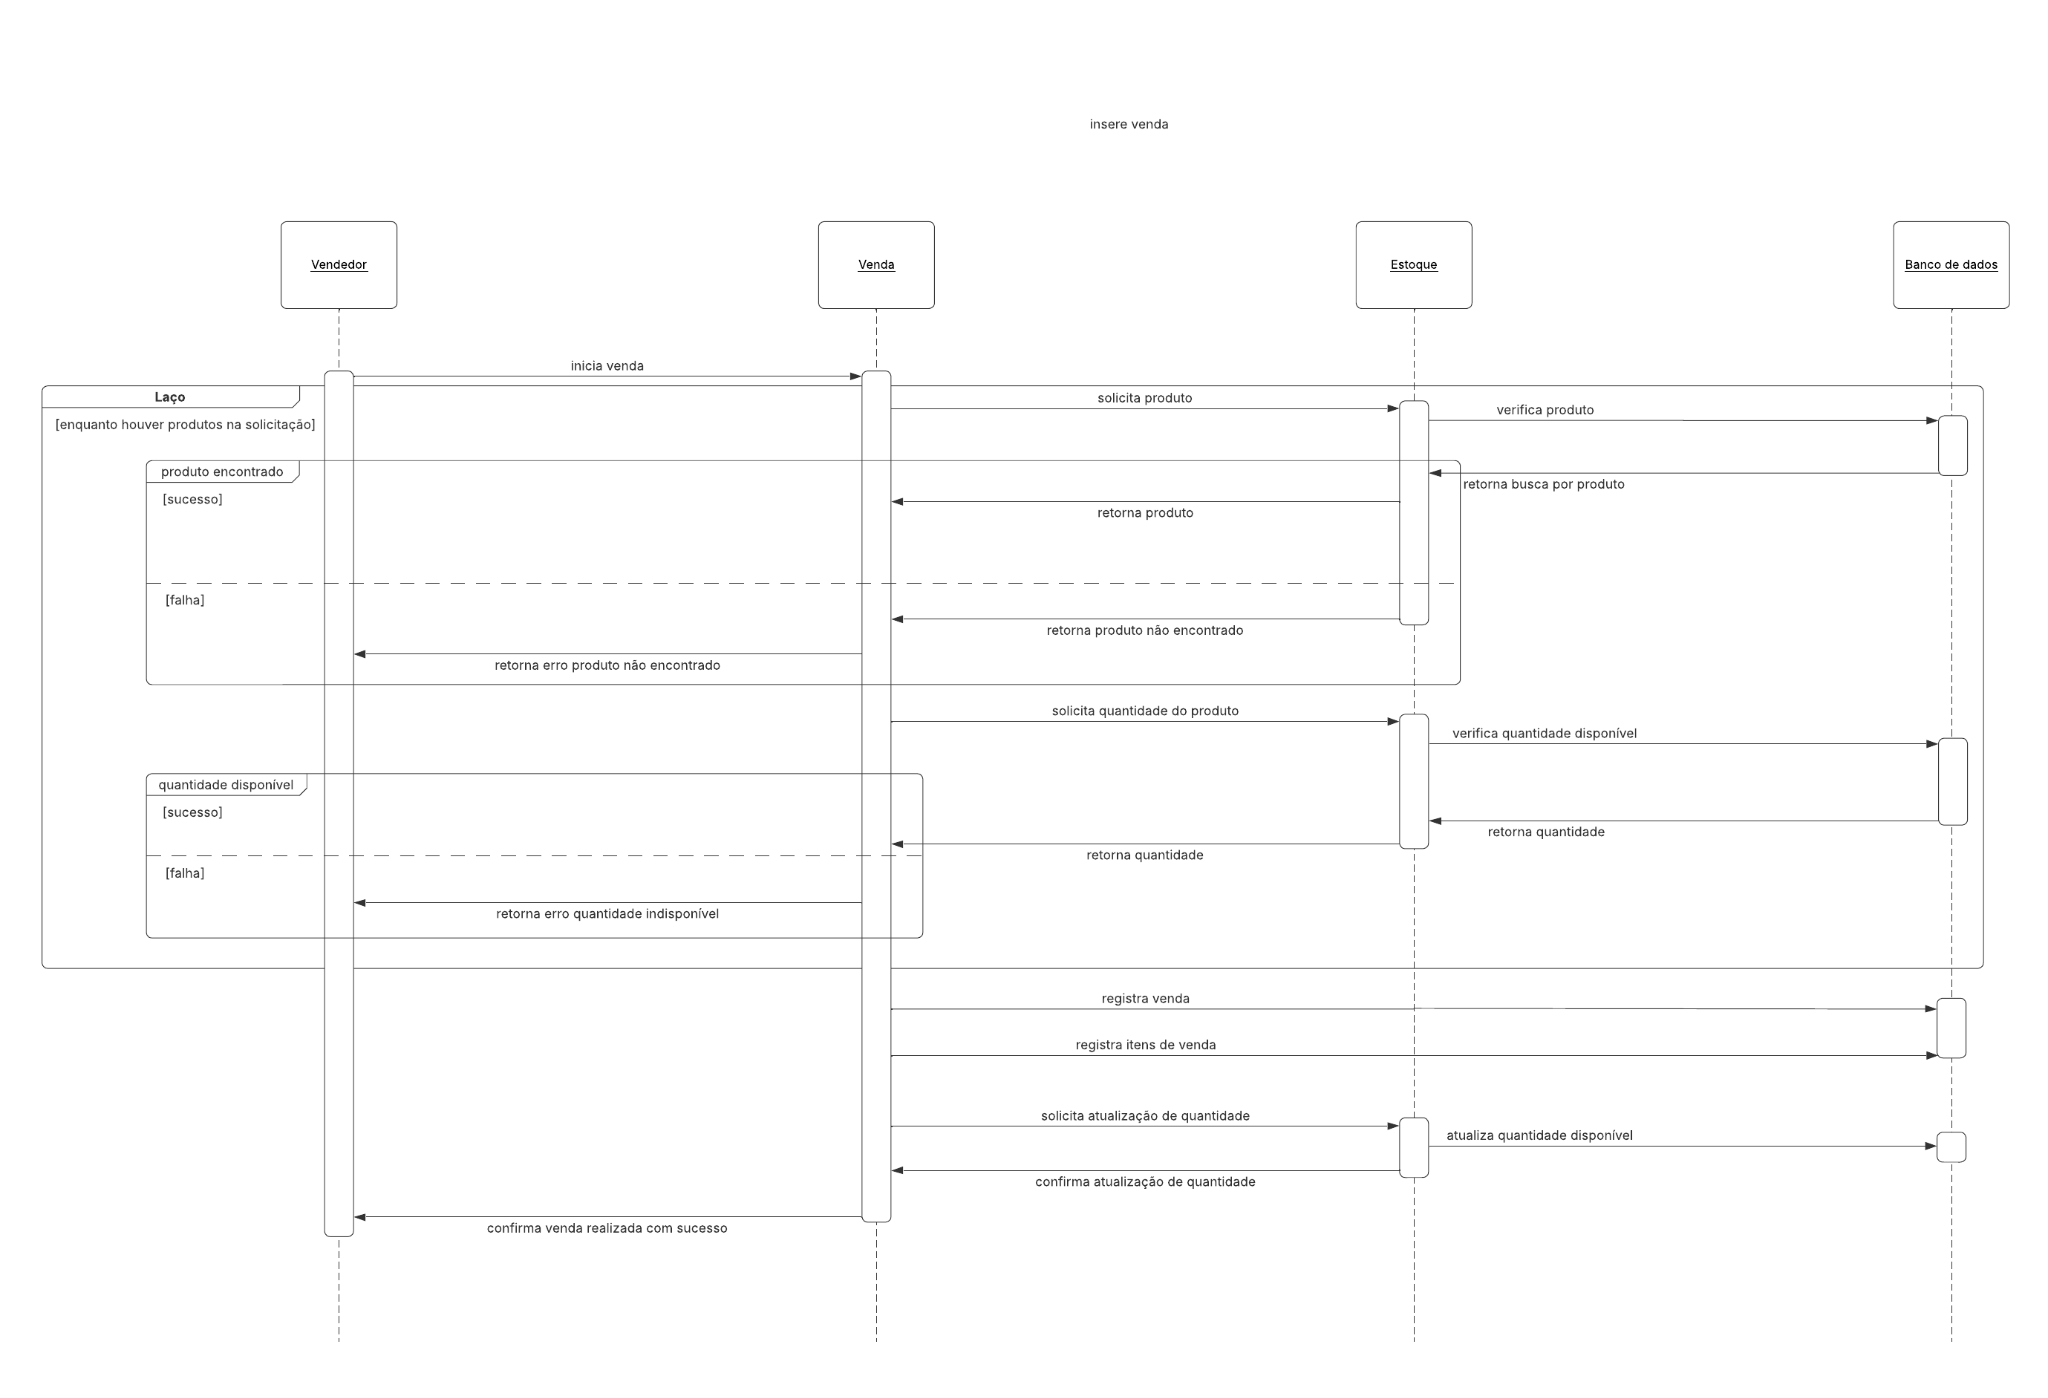 insere venda
Vendedor
Venda
Estoque
Banco de dados
inicia venda
Laço
solicita produto
verifica produto
[enquanto houver produtos na solicitação]
produto encontrado
retorna busca por produto
[sucesso]
retorna produto
[falha]
retorna produto não encontrado
retorna erro produto não encontrado
solicita quantidade do produto
verifica quantidade disponível
quantidade disponível
[sucesso]
retorna quantidade
retorna quantidade
[falha]
retorna erro quantidade indisponível
registra venda
registra itens de venda
solicita atualização de quantidade
atualiza quantidade disponível
confirma atualização de quantidade
confirma venda realizada com sucesso